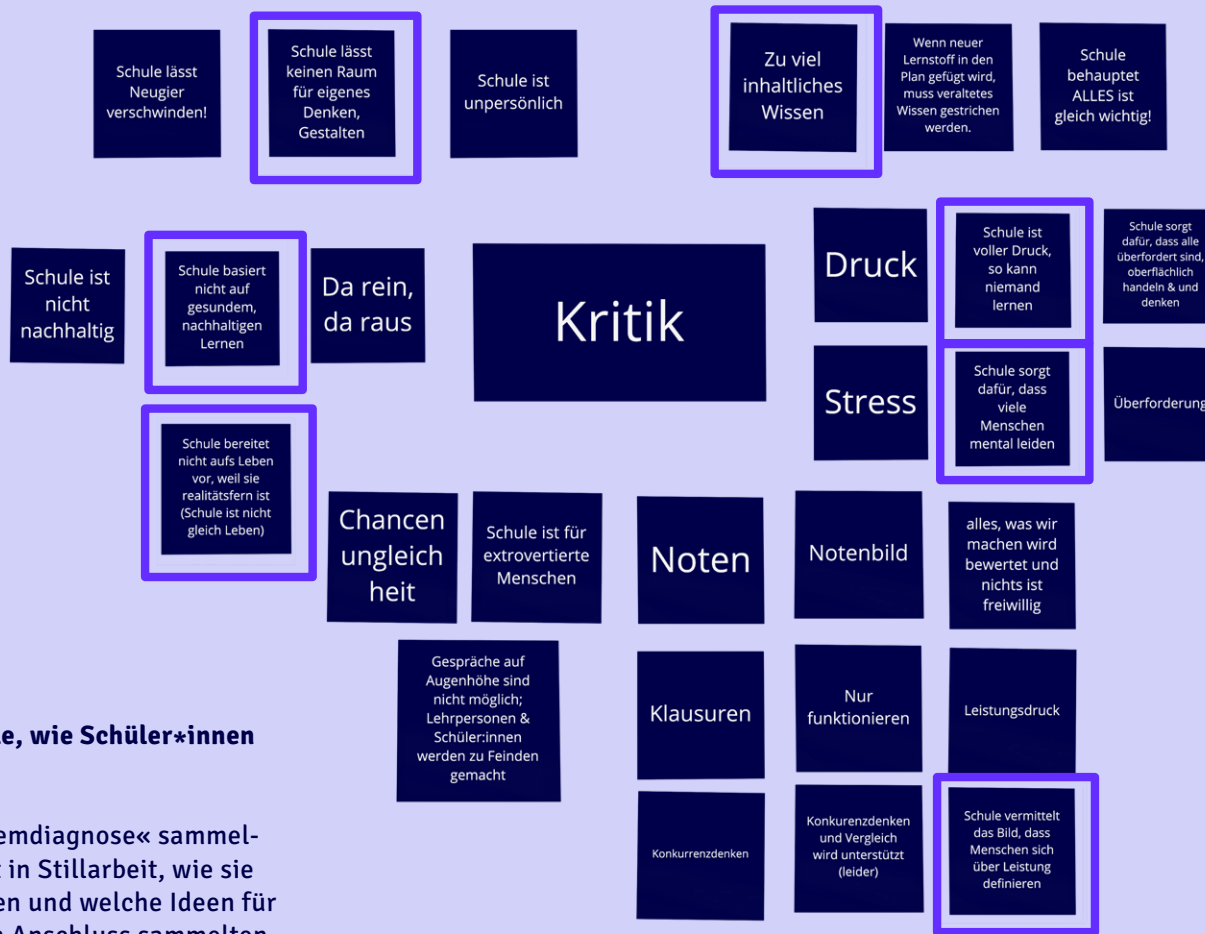 Schule lässt
Neugier
verschwinden!
Schule lässt
keinen Raum
für eigenes
Denken,
Gestalten
Schule ist
unpersönlich
Zu viel
inhaltliches
Wissen
Wenn neuer
Lernstoff in den
Plan gefügt wird,
muss veraltetes
Wissen gestrichen
werden.
Schule
behauptet
ALLES ist
gleich wichtig!
Schule ist
nicht
nachhaltig
Schule basiert
nicht auf
gesundem,
nachhaltigen
Lernen
Da rein,
da raus
Kritik
Druck
Schule ist
voller Druck,
so kann
niemand
lernen
Schule sorgt
dafür, dass alle
überfordert sind,
oberflächlich
handeln & und
denken
Stress
Schule sorgt
dafür, dass
viele
Menschen
mental leiden
Überforderung
Schule bereitet
nicht aufs Leben
vor, weil sie
realitätsfern ist
(Schule ist nicht
gleich Leben)
Chancen
ungleich
heit
Schule ist für
extrovertierte
Menschen
Noten
Notenbild
alles, was wir
machen wird
bewertet und
nichts ist
freiwillig
Gespräche auf
Augenhöhe sind
nicht möglich;
Lehrpersonen &
Schüler:innen
werden zu Feinden
gemacht
Klausuren
Nur
funktionieren
Leistungsdruck
Konkurrenzdenken
Konkurenzdenken
und Vergleich
wird unterstützt
(leider)
Schule vermittelt
das Bild, dass
Menschen sich
über Leistung
definieren
e, wie Schüler*innen
emdiagnose« sammel-
t in Stillarbeit, wie sie
en und welche Ideen für
n Anschluss sammelten